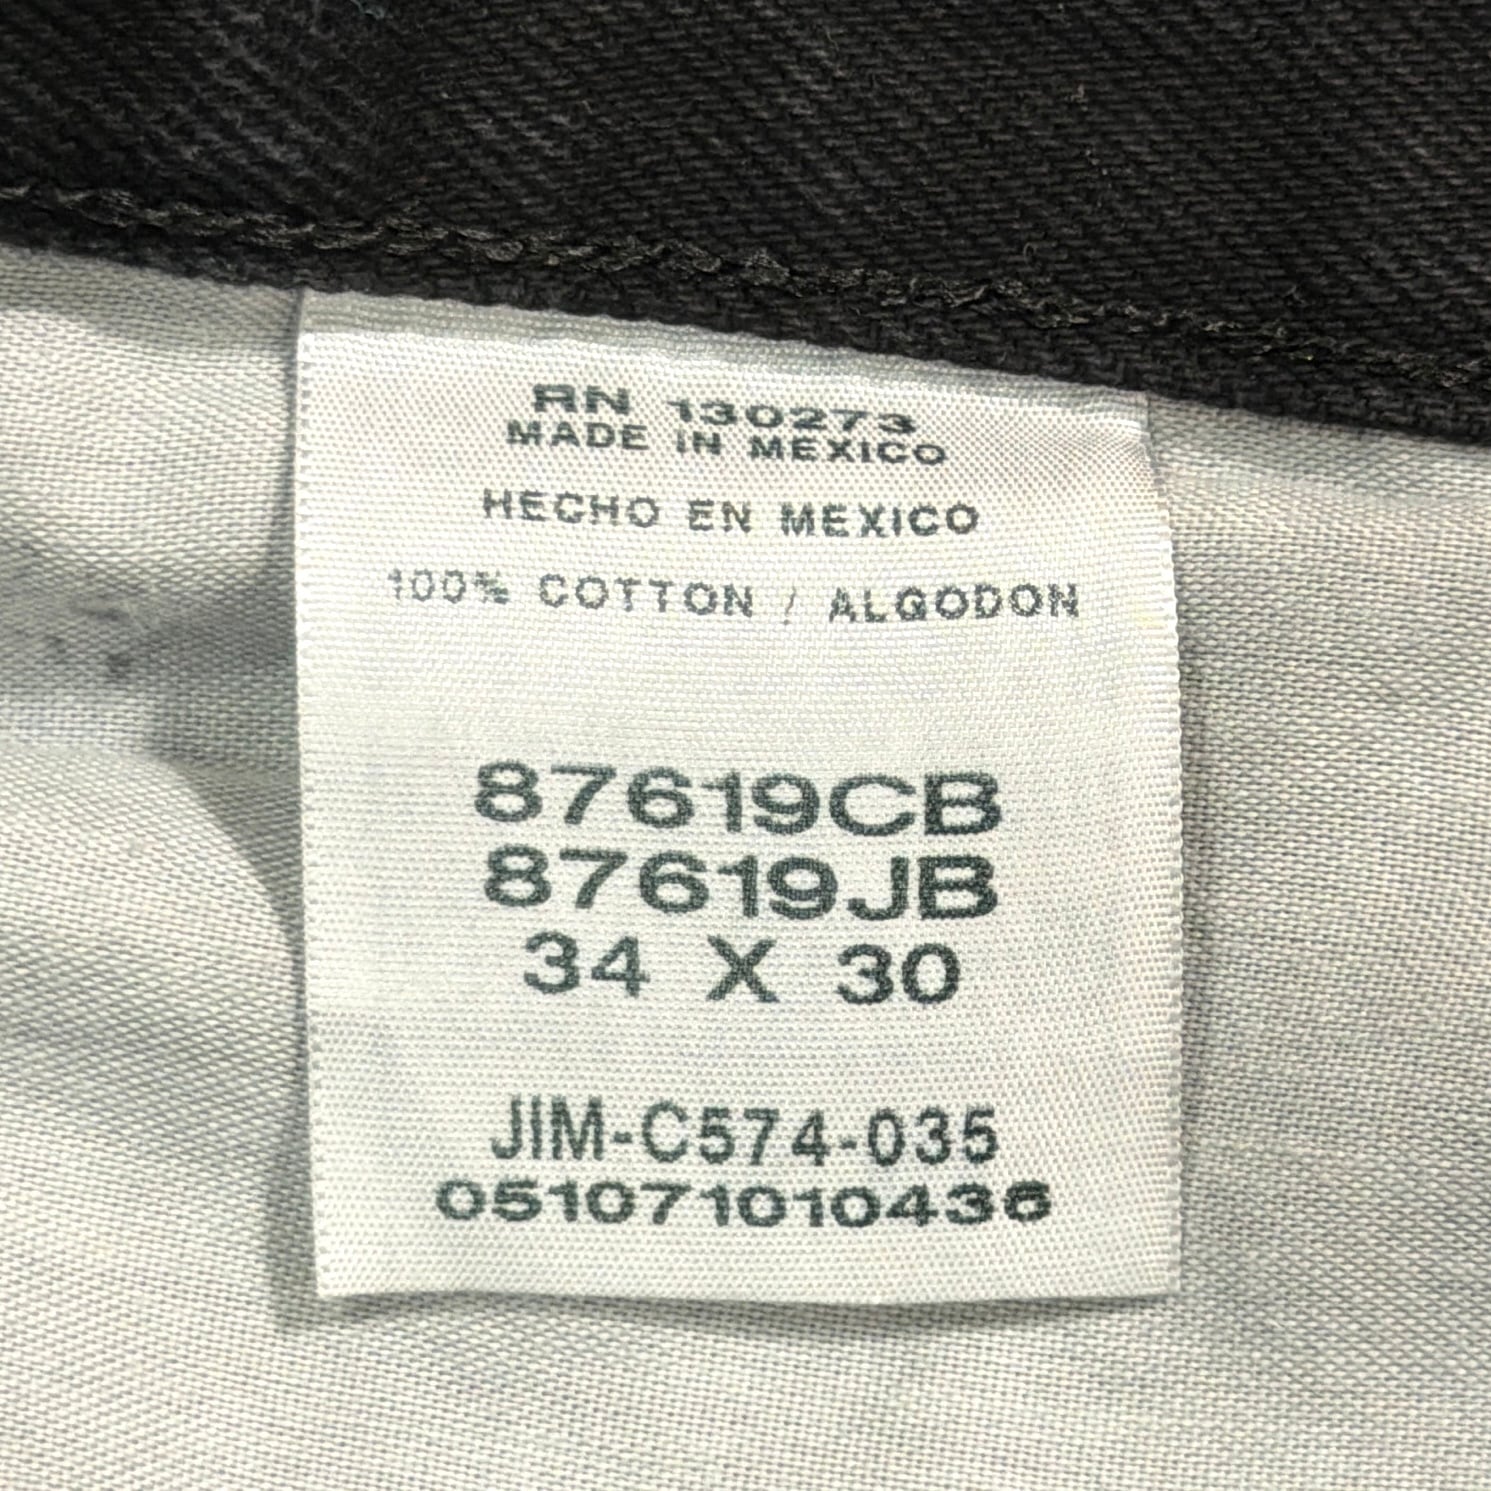 RN 130273
MADE IN MEXICO
HECHO EN MEXICO
100% COTTON / ALGODON
87619CB
87619JB
34 X 30
JIM-C574-035
051071010436